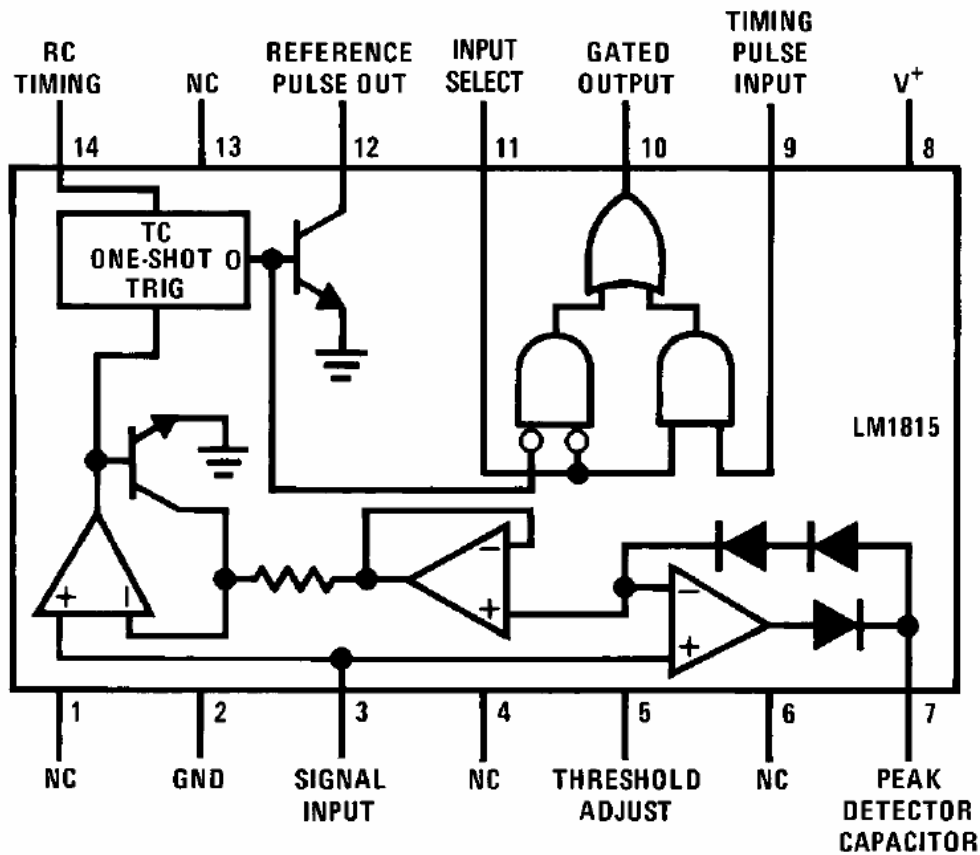 RC
TIMING
NC
REFERENCE
PULSE OUT
INPUT
SELECT
GATED
OUTPUT
TIMING
PULSE
INPUT
V+
14
13
12
11
10
9
8
TC
ONE-SHOT O
TRIG
LM1815
+
−
−
+
−
+
1
2
3
4
5
6
7
NC
GND
SIGNAL
INPUT
NC
THRESHOLD
ADJUST
NC
PEAK
DETECTOR
CAPACITOR